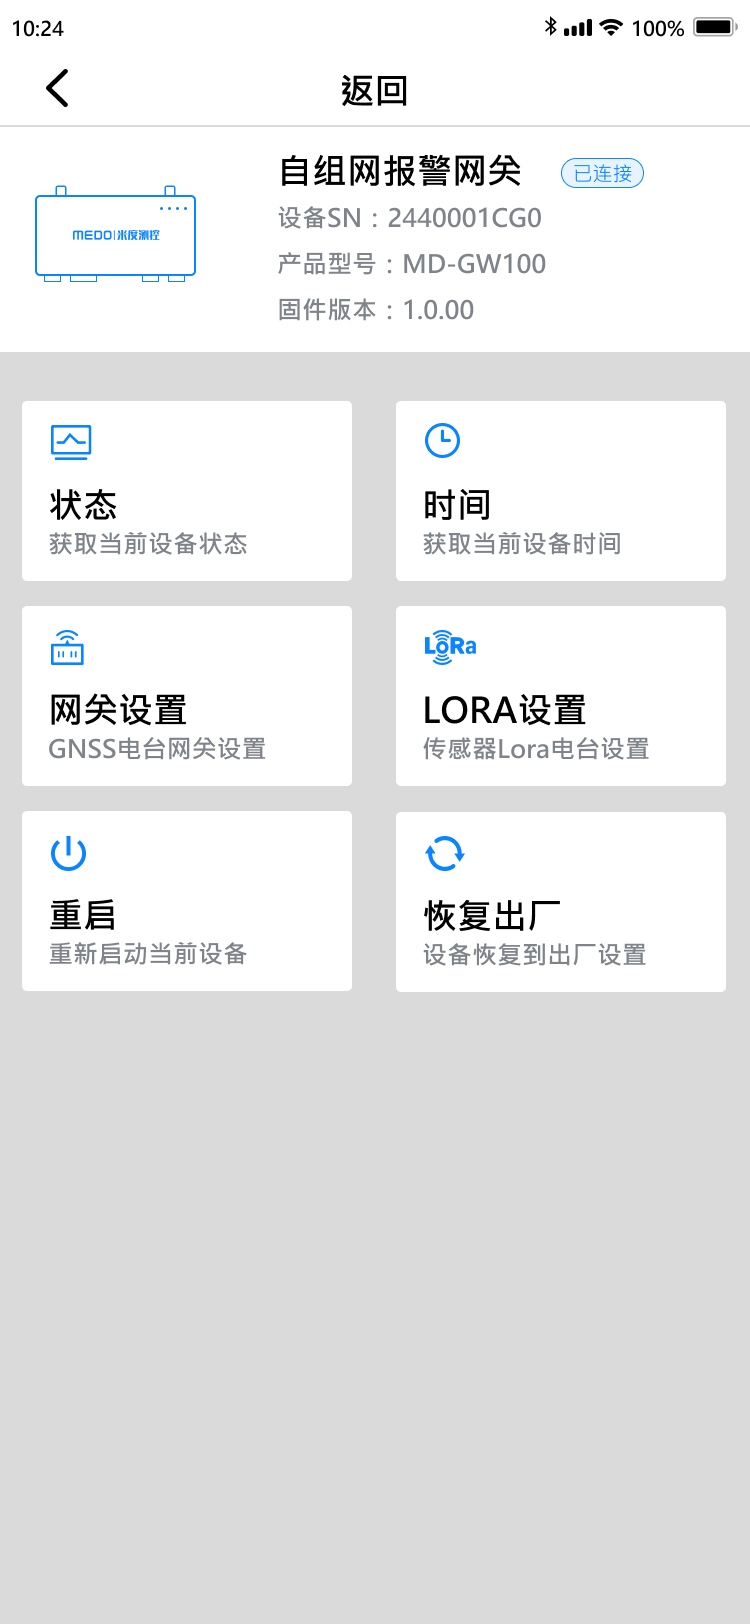 10:24
100%
返回
自组网报警网关
已连接
设备SN：2440001CG0
产品型号：MD-GW100
固件版本：1.0.00
MEDO|米度测控
状态
获取当前设备状态
时间
获取当前设备时间
网关设置
GNSS电台网关设置
LoRa
LORA设置
传感器Lora电台设置
重启
重新启动当前设备
恢复出厂
设备恢复到出厂设置